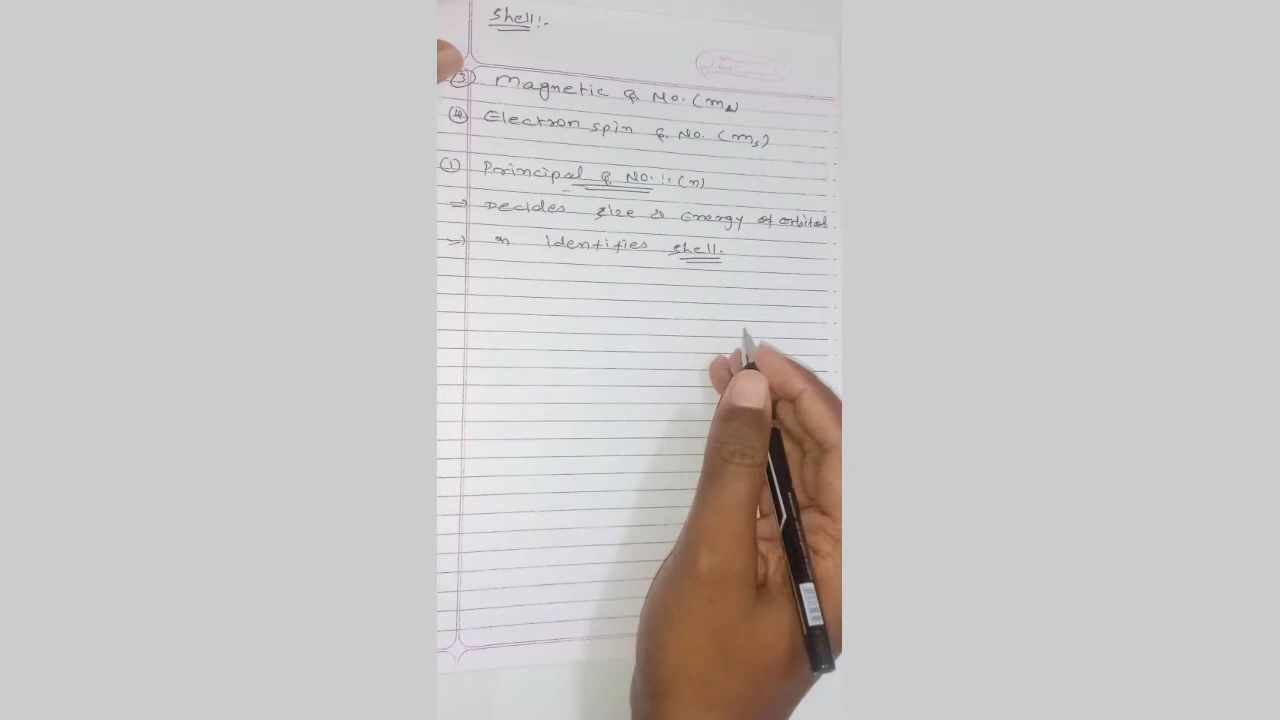 Shell:-
③ Magnetic Q. No. (m
④ Electron spin Q. No. (ms)
① Principal Q. No. :- (n)
⇒ Decides size & Energy of orbital.
⇒ n identifies shell.